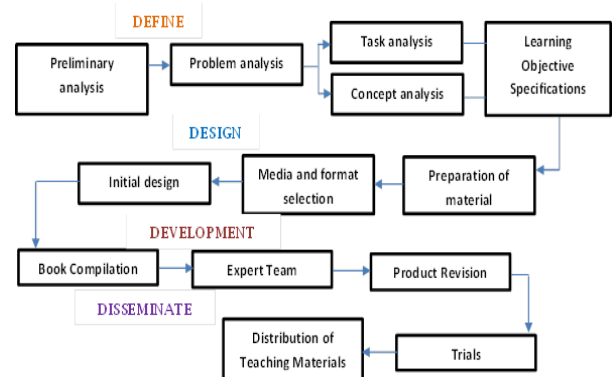 DEFINE
Preliminary
analysis
Problem analysis
Task analysis
Concept analysis
Learning
Objective
Specifications
DESIGN
Initial design
Media and format
selection
Preparation of
material
DEVELOPMENT
Book Compilation
Expert Team
Product Revision
DISSEMINATE
Distribution of
Teaching Materials
Trials